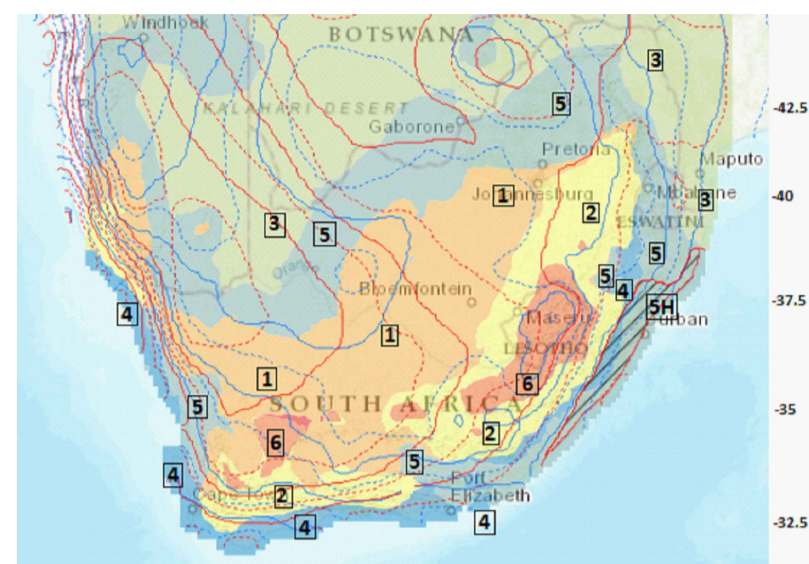 Windhoek
BOTSWANA
3
-42.5
KALAHARI DESERT
5
Gaborone
Pretoria
Maputo
-40
1
Johannesburg
Mbabane
3
2
ESWATINI
3
5
5
5
4
Orange
Bloemfontein
-37.5
4
5H
Maseru
Durban
1
LESOTHO
1
6
5
SOUTH AFRICA
-35
2
6
5
4
Port
Elizabeth
Cape Town
2
4
4
-32.5